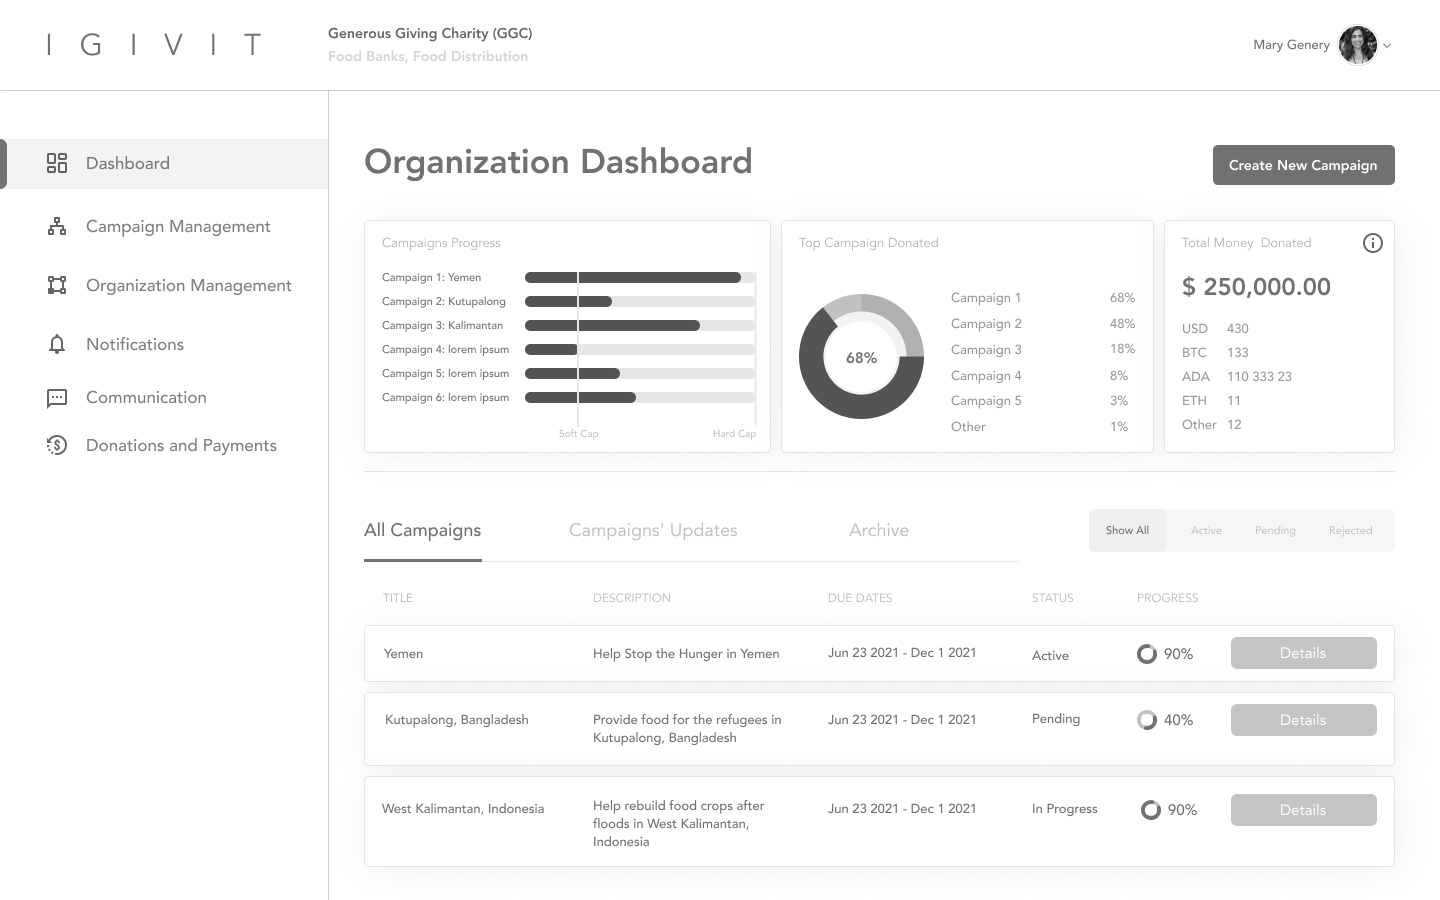 I G I V I T
Generous Giving Charity (GGC)
Food Banks, Food Distribution
Mary Genery
Dashboard
Campaign Management
Organization Management
Notifications
Communication
Donations and Payments
Organization Dashboard
Create New Campaign
Campaigns Progress
Campaign 1: Yemen
Campaign 2: Kutupalong
Campaign 3: Kalimantan
Campaign 4: lorem ipsum
Campaign 5: lorem ipsum
Campaign 6: lorem ipsum
Soft Cap Hard Cap
Top Campaign Donated
68%
Campaign 1 68%
Campaign 2 48%
Campaign 3 18%
Campaign 4 8%
Campaign 5 3%
Other 1%
Total Money Donated
$ 250,000.00
USD 430
BTC 133
ADA 110 333 23
ETH 11
Other 12
All Campaigns Campaigns' Updates Archive
Show All Active Pending Rejected
TITLE DESCRIPTION DUE DATES STATUS PROGRESS
Yemen Help Stop the Hunger in Yemen Jun 23 2021 - Dec 1 2021 Active 90% Details
Kutupalong, Bangladesh Provide food for the refugees in Jun 23 2021 - Dec 1 2021 Pending 40% Details
Kutupalong, Bangladesh
West Kalimantan, Indonesia Help rebuild food crops after Jun 23 2021 - Dec 1 2021 In Progress 90% Details
floods in West Kalimantan,
Indonesia